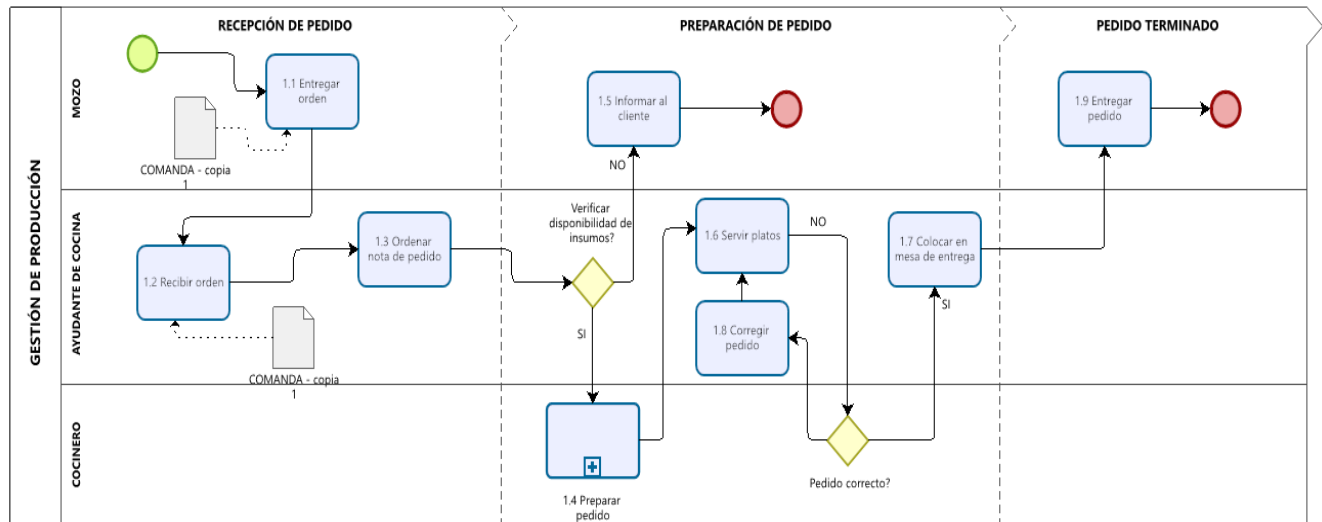 GESTIÓN DE PRODUCCIÓN
RECEPCIÓN DE PEDIDO
PREPARACIÓN DE PEDIDO
PEDIDO TERMINADO
MOZO
1.1 Entregar
orden
COMANDA - copia
1
1.5 Informar al
cliente
NO
1.9 Entregar
pedido
AYUDANTE DE COCINA
1.2 Recibir orden
1.3 Ordenar
nota de pedido
COMANDA - copia
1
Verificar
disponibilidad de
insumos?
SI
1.6 Servir platos
NO
1.8 Corregir
pedido
1.7 Colocar en
mesa de entrega
SI
COCINERO
1.4 Preparar
pedido
Pedido correcto?